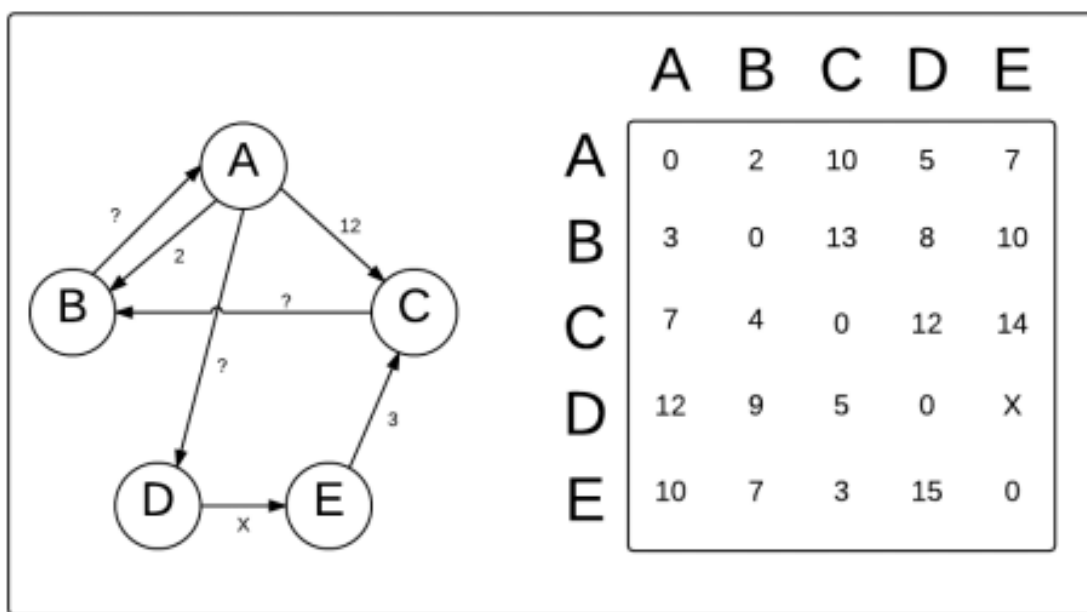 A B C D E
A 0 2 10 5 7
B 3 0 13 8 10
C 7 4 0 12 14
D 12 9 5 0 X
E 10 7 3 15 0
A
? 12
2
B ? C
?
3
D E
X